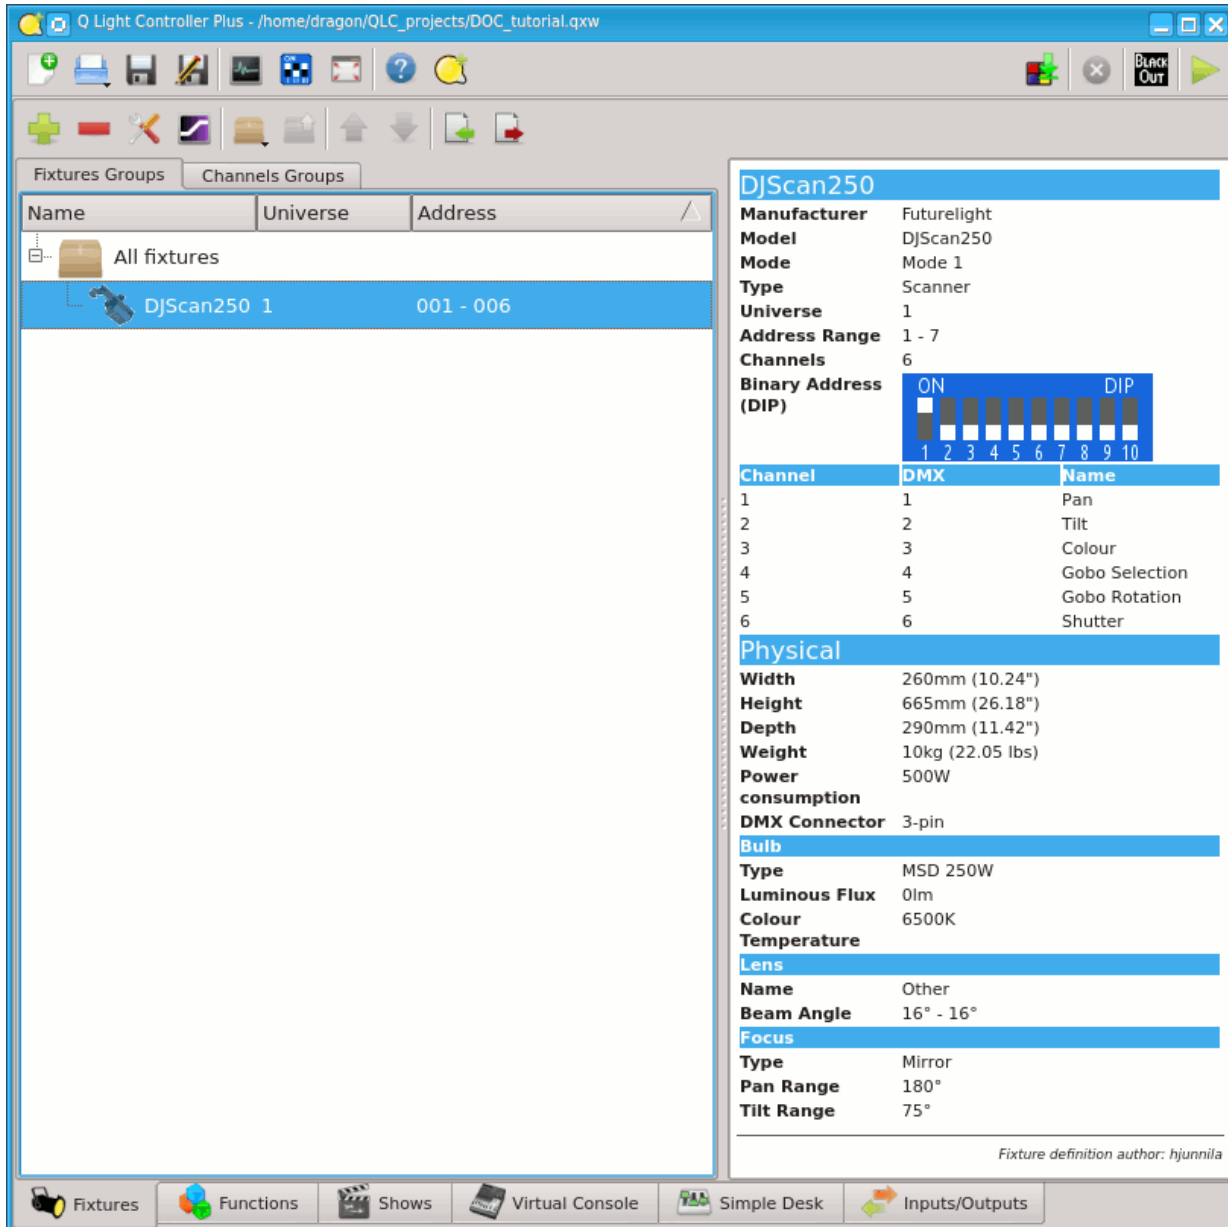 Q Light Controller Plus - /home/dragon/QLC_projects/DOC_tutorial.qxw
ON
BLACK
OUT
Fixtures Groups Channels Groups
Name Universe Address
All fixtures
DJScan250 1 001 - 006
DJScan250
Manufacturer Futurelight
Model DJScan250
Mode Mode 1
Type Scanner
Universe 1
Address Range 1 - 7
Channels 6
Binary Address
(DIP)
ON DIP
1 2 3 4 5 6 7 8 9 10
Channel DMX Name
1 1 Pan
2 2 Tilt
3 3 Colour
4 4 Gobo Selection
5 5 Gobo Rotation
6 6 Shutter
Physical
Width 260mm (10.24")
Height 665mm (26.18")
Depth 290mm (11.42")
Weight 10kg (22.05 lbs)
Power 500W
consumption
DMX Connector 3-pin
Bulb
Type MSD 250W
Luminous Flux 0lm
Colour 6500K
Temperature
Lens
Name Other
Beam Angle 16° - 16°
Focus
Type Mirror
Pan Range 180°
Tilt Range 75°
Fixture definition author: hjunnila
Fixtures Functions Shows Virtual Console Simple Desk Inputs/Outputs